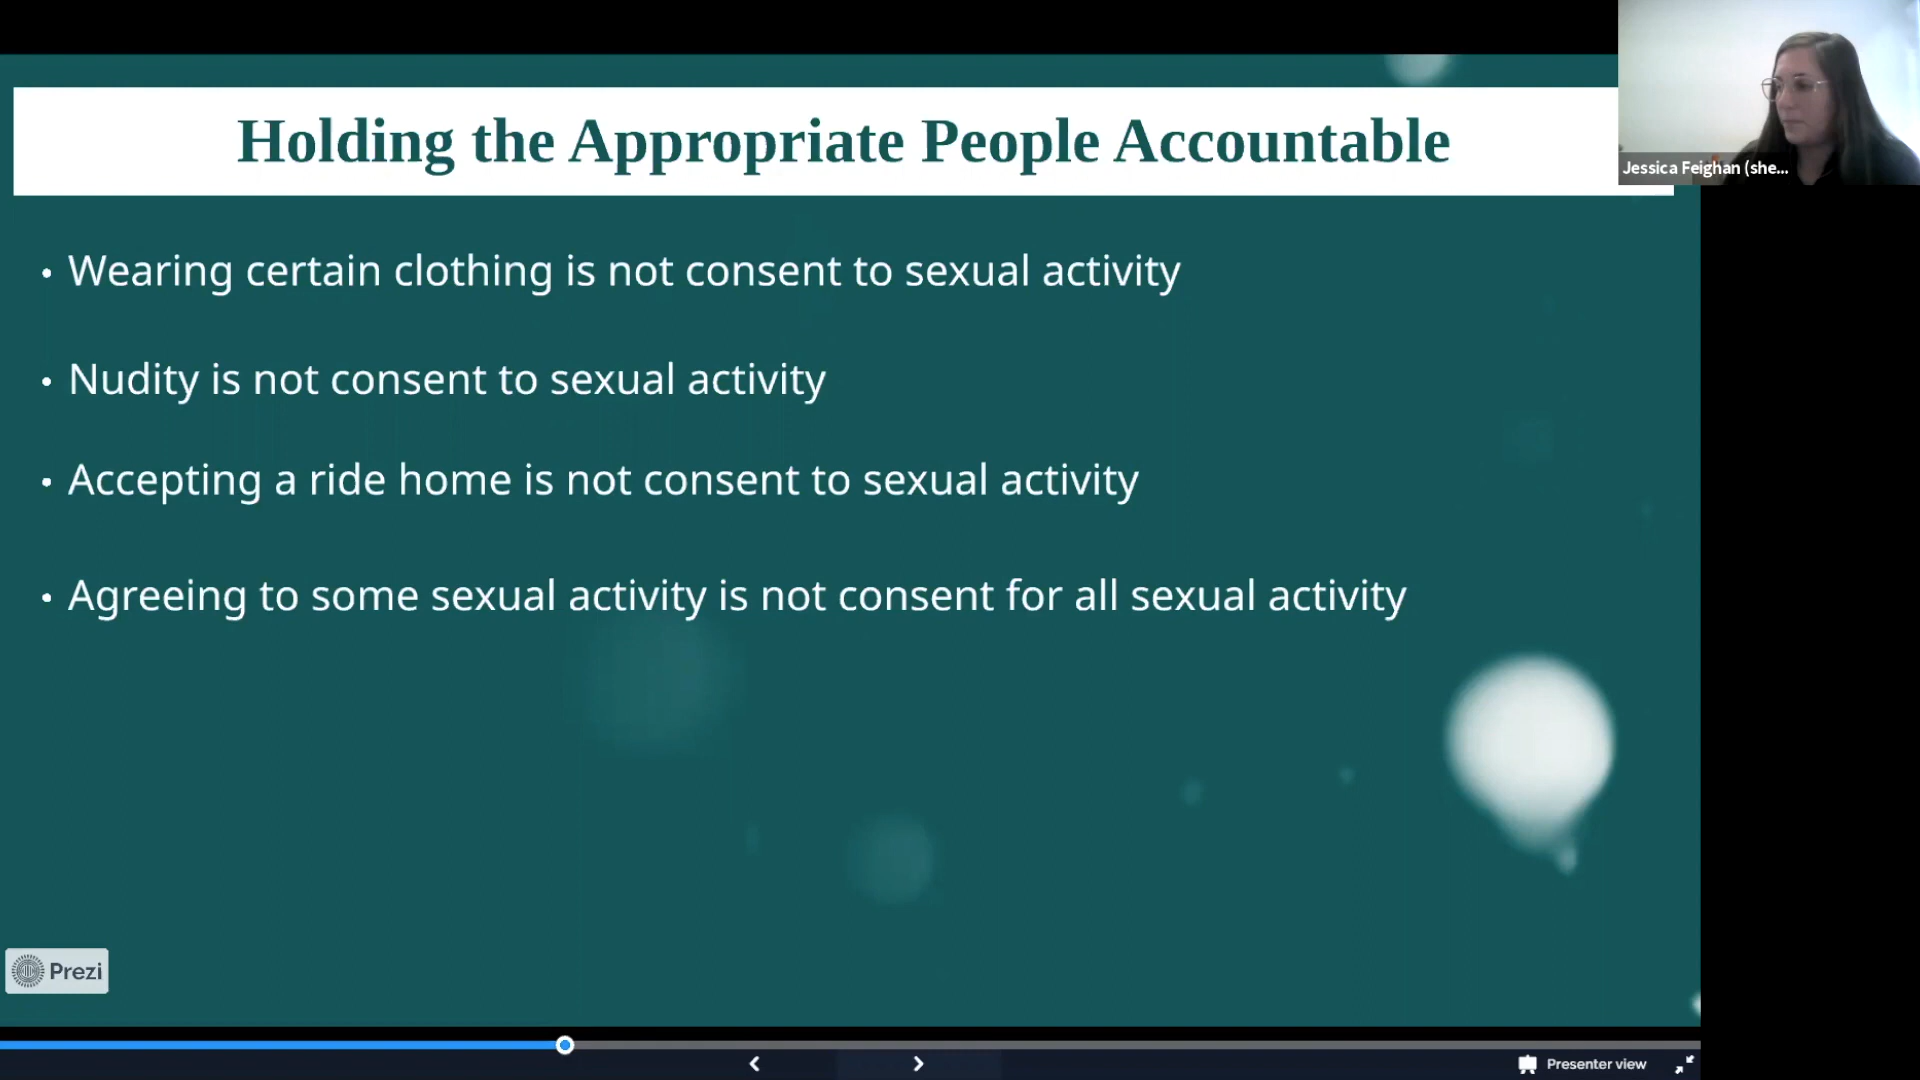 Holding the Appropriate People Accountable
Jessica Feighan (she...
• Wearing certain clothing is not consent to sexual activity
• Nudity is not consent to sexual activity
• Accepting a ride home is not consent to sexual activity
• Agreeing to some sexual activity is not consent for all sexual activity
Prezi
Presenter view